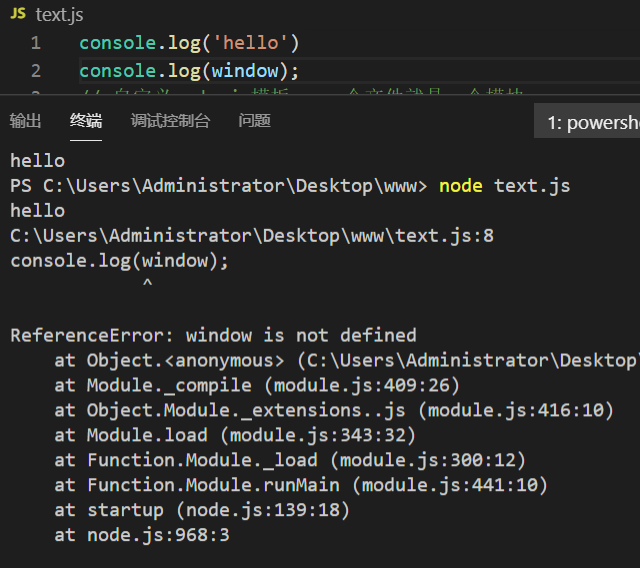 JS text.js
1 console.log('hello')
2 console.log(window);
输出 终端 调试控制台 问题 1: powershe
hello
PS C:\Users\Administrator\Desktop\www> node text.js
hello
C:\Users\Administrator\Desktop\www\text.js:8
console.log(window);
^
ReferenceError: window is not defined
at Object.<anonymous> (C:\Users\Administrator\Desktop\
at Module._compile (module.js:409:26)
at Object.Module._extensions..js (module.js:416:10)
at Module.load (module.js:343:32)
at Function.Module._load (module.js:300:12)
at Function.Module.runMain (module.js:441:10)
at startup (node.js:139:18)
at node.js:968:3